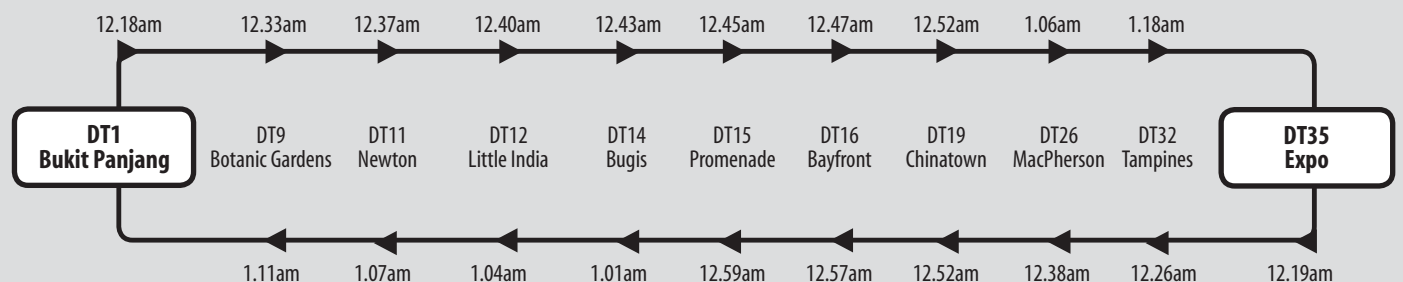 12.18am 12.33am 12.37am 12.40am 12.43am 12.45am 12.47am 12.52am 1.06am 1.18am
DT1 DT9 DT11 DT12 DT14 DT15 DT16 DT19 DT26 DT32 DT35
Bukit Panjang Botanic Gardens Newton Little India Bugis Promenade Bayfront Chinatown MacPherson Tampines Expo
1.11am 1.07am 1.04am 1.01am 12.59am 12.57am 12.52am 12.38am 12.26am 12.19am